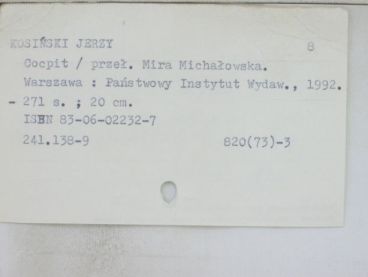 KOSIŃSKI JERZY 8
Cocpit / przeł. Mira Michałowska.
Warszawa : Państwowy Instytut Wydaw., 1992.
- 271 s. ; 20 cm.
ISBN 83-06-02232-7
241.138-9 820(73)-3